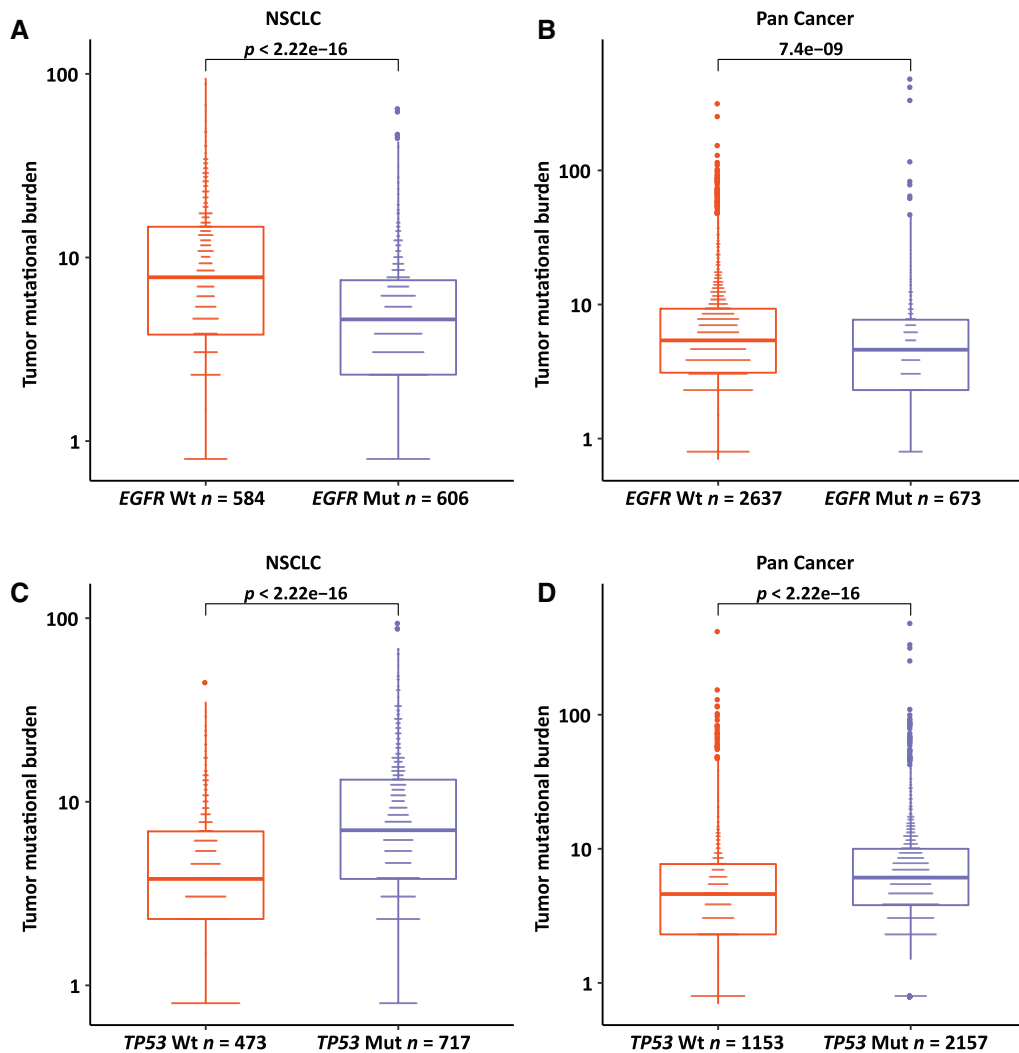 A
NSCLC
p < 2.22e−16
Tumor mutational burden
100
10
1
EGFR Wt n = 584
EGFR Mut n = 606
B
Pan Cancer
7.4e−09
Tumor mutational burden
100
10
1
EGFR Wt n = 2637
EGFR Mut n = 673
C
NSCLC
p < 2.22e−16
Tumor mutational burden
100
10
1
TP53 Wt n = 473
TP53 Mut n = 717
D
Pan Cancer
p < 2.22e−16
Tumor mutational burden
100
10
1
TP53 Wt n = 1153
TP53 Mut n = 2157